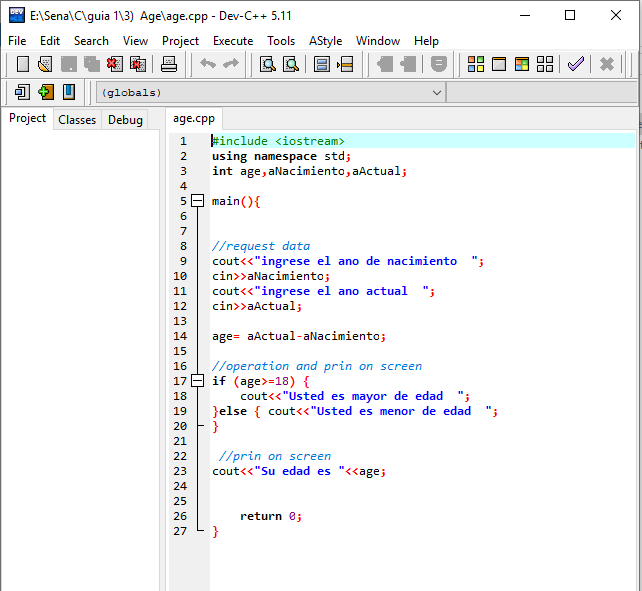 E:\Sena\C\guia 1\3)  Age\age.cpp - Dev-C++ 5.11
File Edit Search View Project Execute Tools AStyle Window Help
(globals)
Project Classes Debug
age.cpp
1 #include <iostream>
2 using namespace std;
3 int age,aNacimiento,aActual;
4
5 main(){
6
7
8 //request data
9 cout<<"ingrese el ano de nacimiento  ";
10 cin>>aNacimiento;
11 cout<<"ingrese el ano actual  ";
12 cin>>aActual;
13
14 age= aActual-aNacimiento;
15
16 //operation and prin on screen
17 if (age>=18) {
18     cout<<"Usted es mayor de edad  ";
19 }else { cout<<"Usted es menor de edad  ";
20 }
21
22  //prin on screen
23 cout<<"Su edad es "<<age;
24
25
26     return 0;
27 }